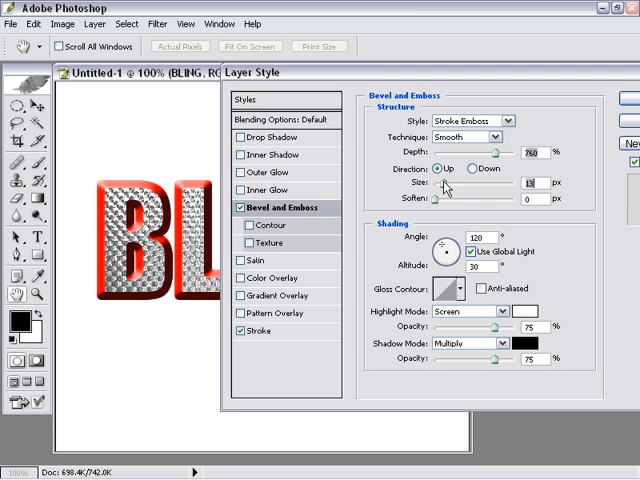 Adobe Photoshop
File Edit Image Layer Select Filter View Window Help
Scroll All Windows Actual Pixels Fit On Screen Print Size
Untitled-1 @ 100% (BLING, RG
Layer Style
Styles
Blending Options: Default
Drop Shadow
Inner Shadow
Outer Glow
Inner Glow
Bevel and Emboss
Contour
Texture
Satin
Color Overlay
Gradient Overlay
Pattern Overlay
Stroke
Bevel and Emboss
Structure
Style: Stroke Emboss
Technique: Smooth
Depth: 760 %
Direction: Up Down
Size: 13 px
Soften: 0 px
Shading
Angle: 120 °
Use Global Light
Altitude: 30 °
Gloss Contour: Anti-aliased
Highlight Mode: Screen
Opacity: 75 %
Shadow Mode: Multiply
Opacity: 75 %
BL
100% Doc: 698.4K/742.0K